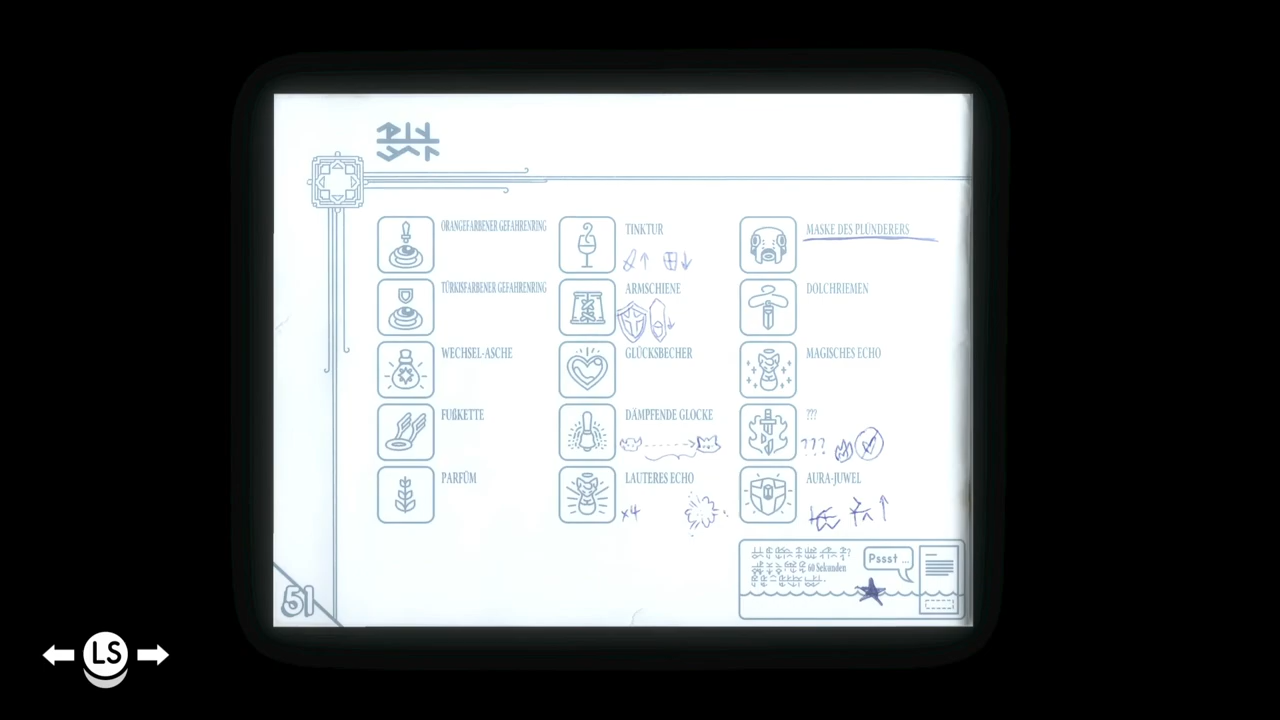 ORANGEFARBENER GEFAHRENRING
TÜRKISFARBENER GEFAHRENRING
WECHSEL-ASCHE
FUßKETTE
PARFÜM
TINKTUR
ARMSCHIENE
GLÜCKSBECHER
DÄMPFENDE GLOCKE
LAUTERES ECHO
x4
MASKE DES PLÜNDERERS
DOLCHRIEMEN
MAGISCHES ECHO
???
???
AURA-JUWEL
?
60 Sekunden
Pssst ...
51
LS